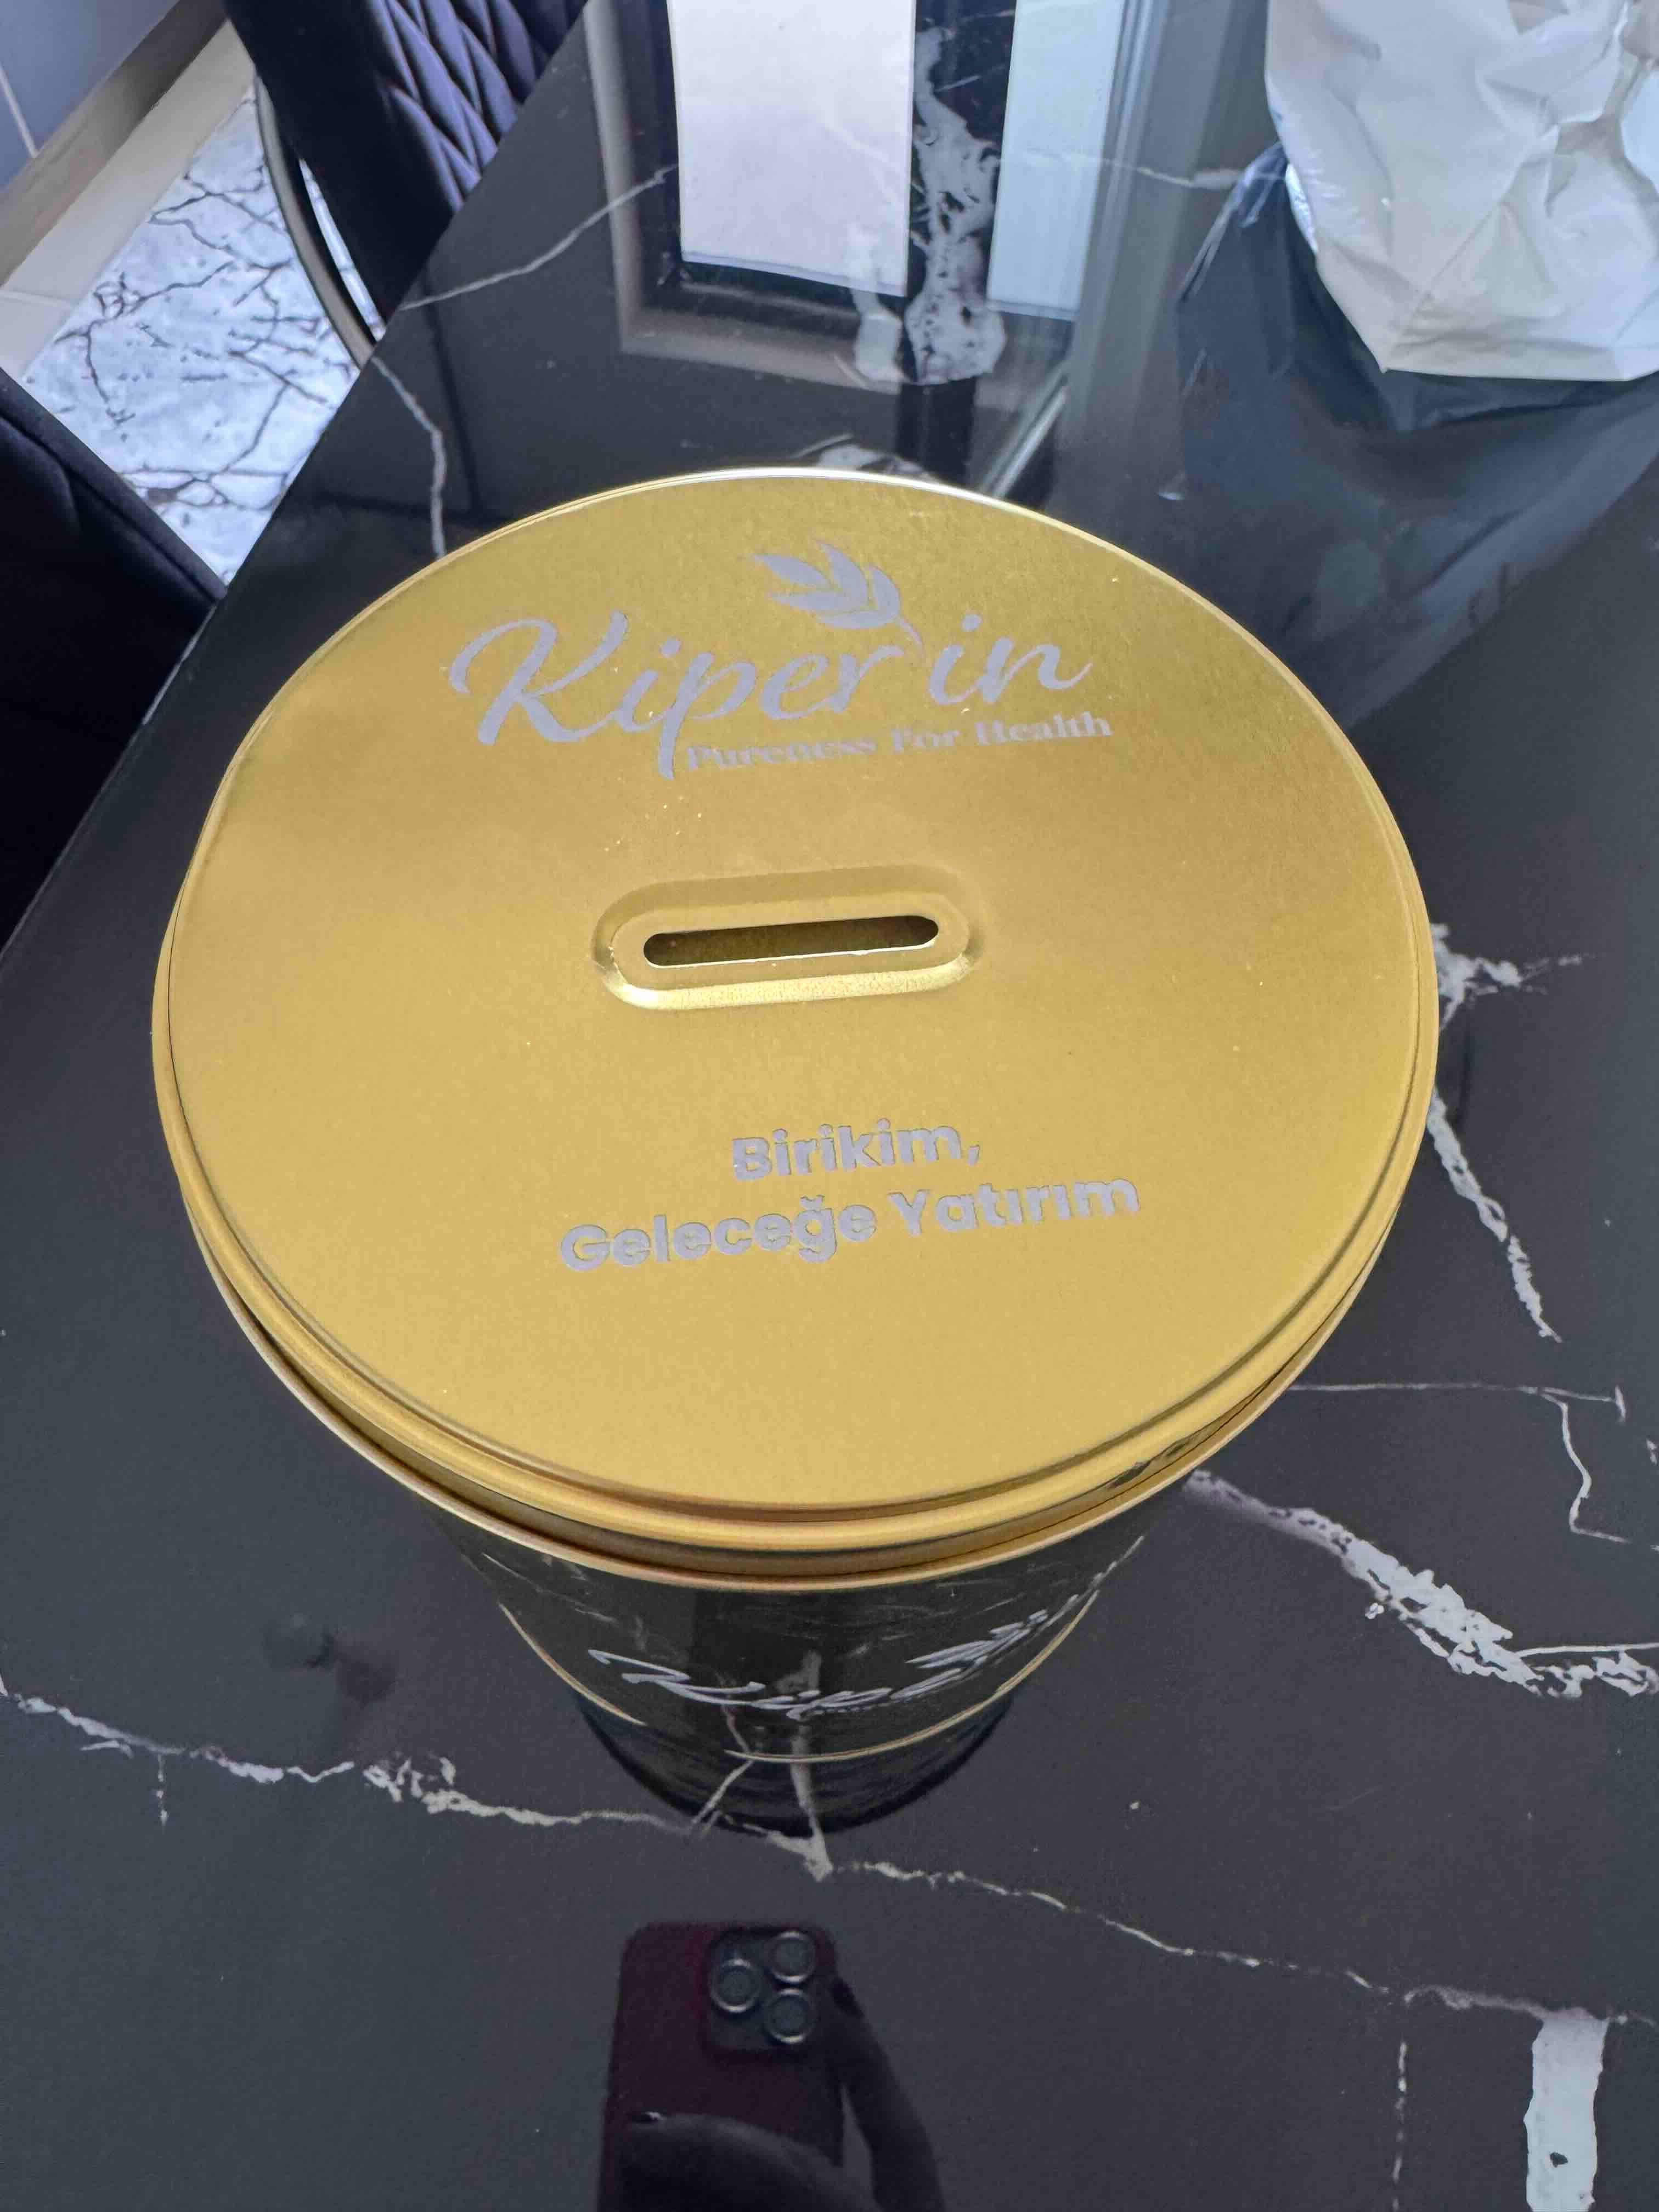 Kiper in
Pureness For Health
Birikim,
Geleceğe Yatırım